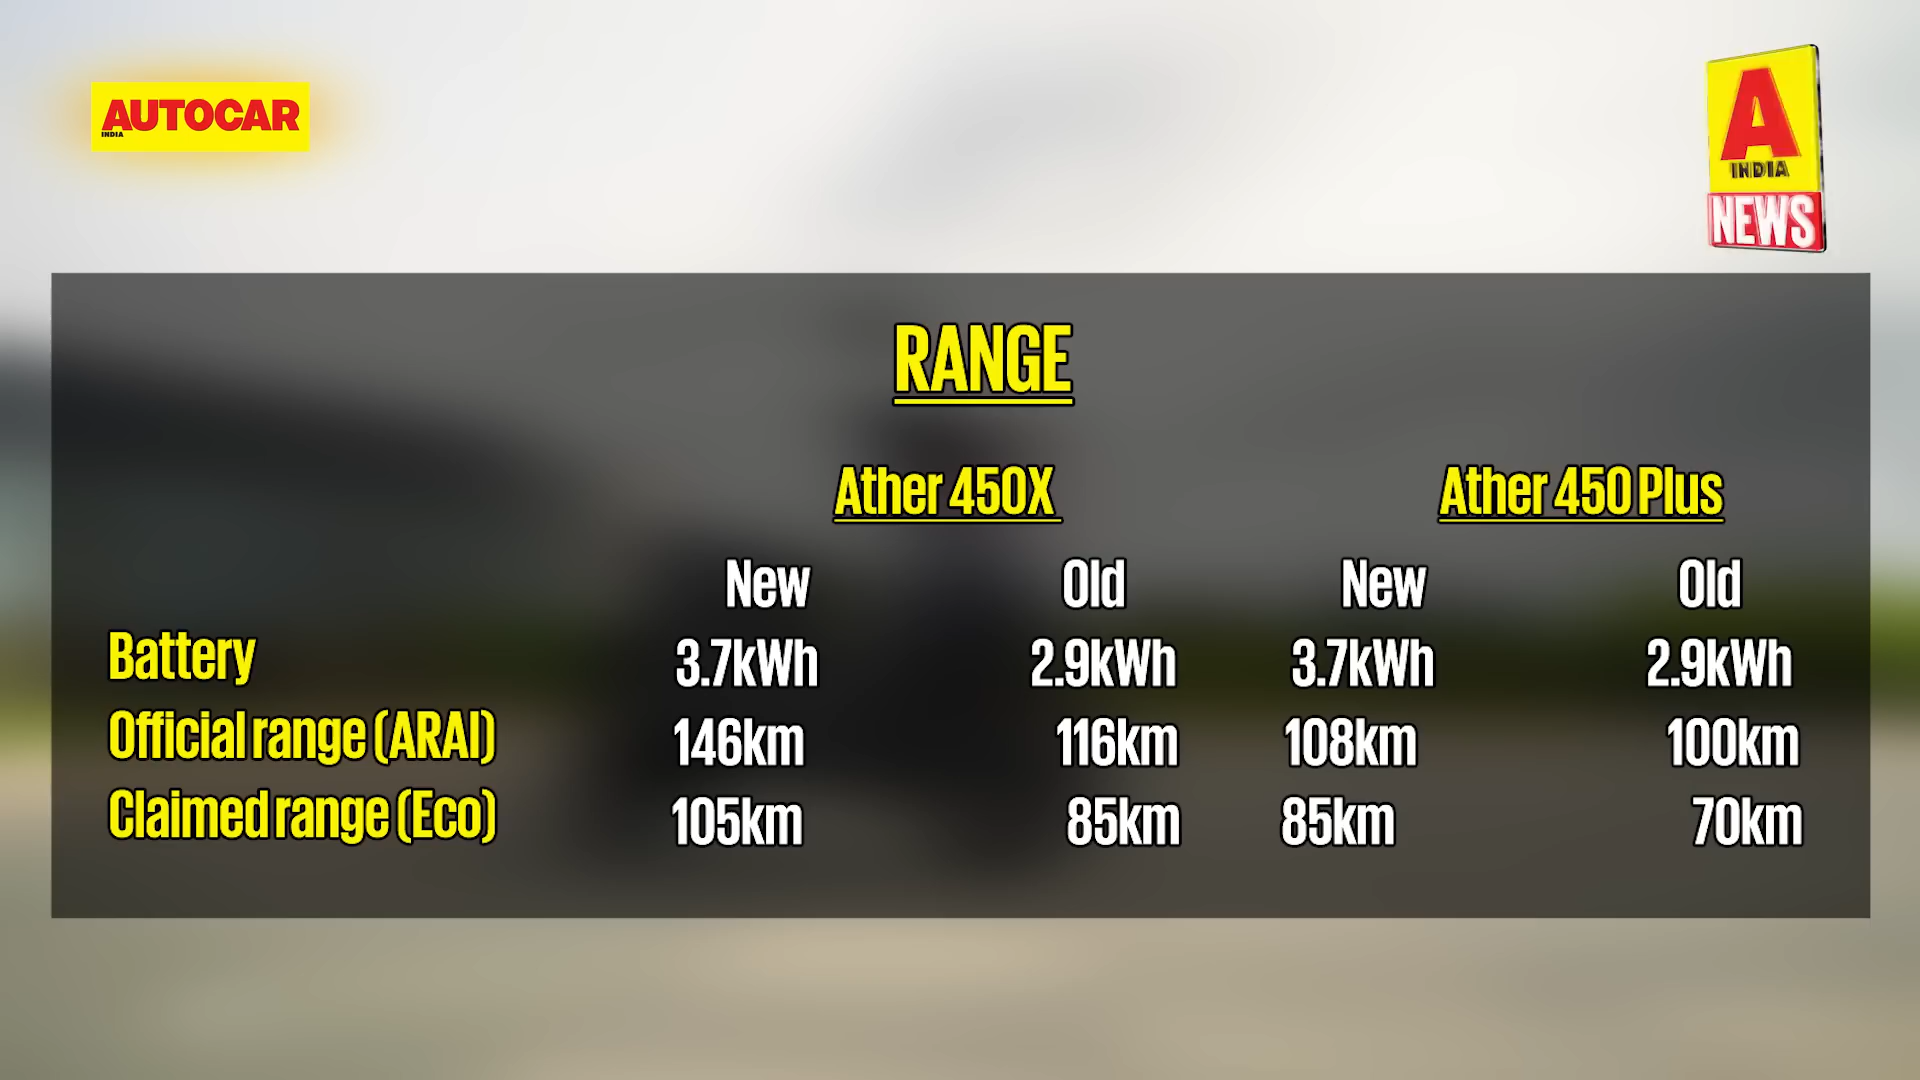 AUTOCAR
INDIA
A
INDIA
NEWS
RANGE
Ather 450X Ather 450 Plus
New Old New Old
Battery 3.7kWh 2.9kWh 3.7kWh 2.9kWh
Official range (ARAI) 146km 116km 108km 100km
Claimed range (Eco) 105km 85km 85km 70km